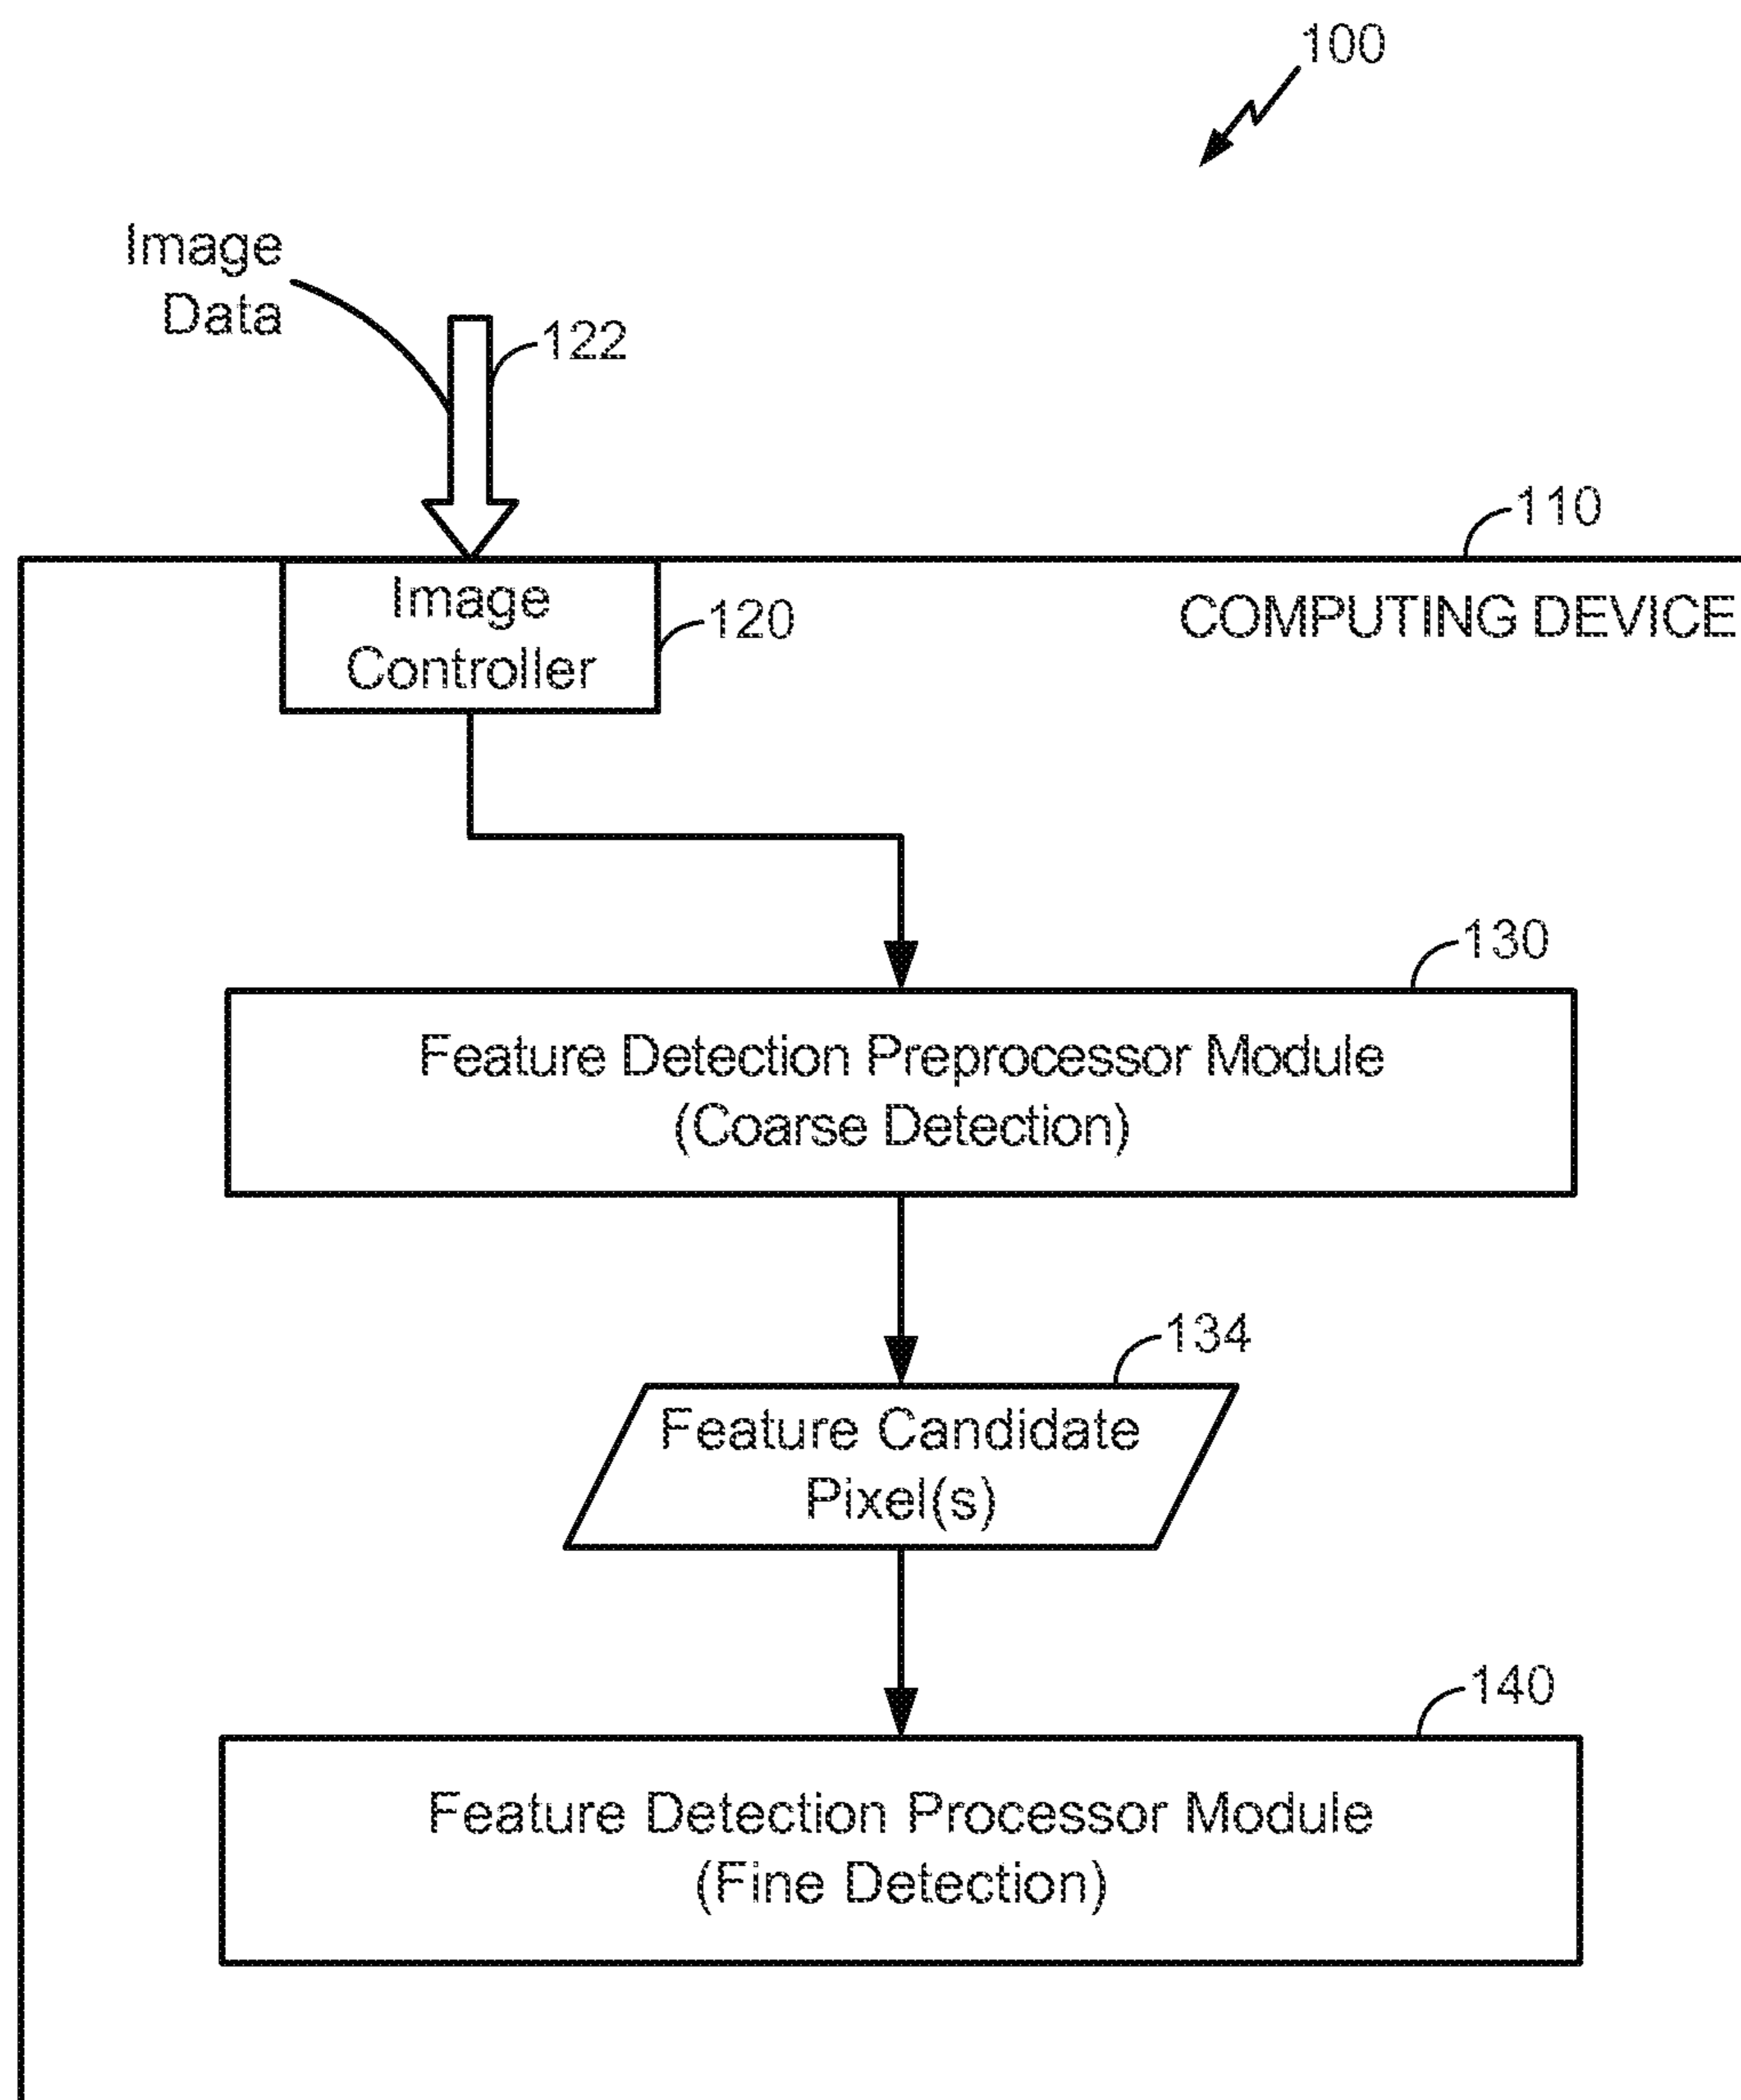 100
Image
Data
122
110
Image
Controller
120
COMPUTING DEVICE
130
Feature Detection Preprocessor Module
(Coarse Detection)
134
Feature Candidate
Pixel(s)
140
Feature Detection Processor Module
(Fine Detection)